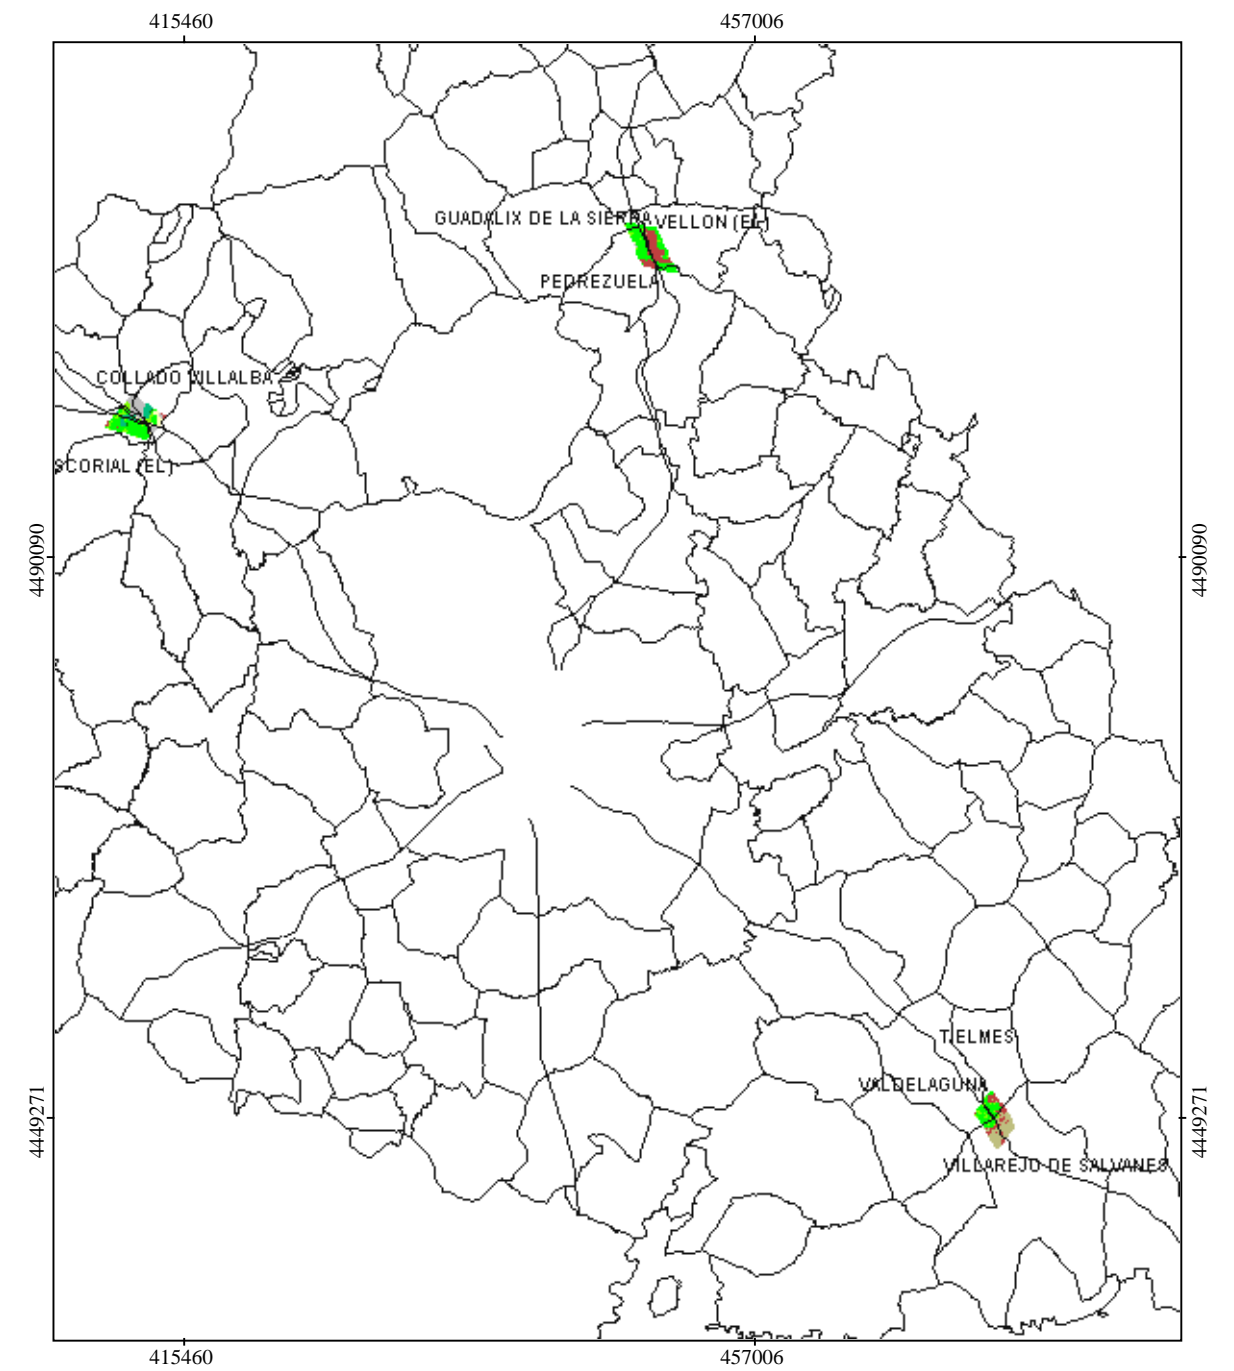 415460 457006
GUADALIX DE LA SIERRA VELLON (EL)
PEDREZUELA
COLLADO VILLALBA
SCORIAL (EL)
4490090 4490090
TIELMES
VALDELAGUNA
4449271 4449271
VILLAREJO DE SALVANES
415460 457006